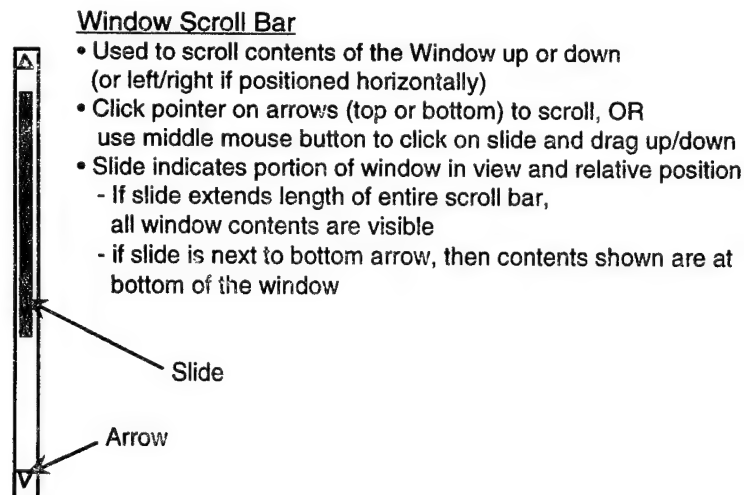 Window Scroll Bar
• Used to scroll contents of the Window up or down
(or left/right if positioned horizontally)
• Click pointer on arrows (top or bottom) to scroll, OR
use middle mouse button to click on slide and drag up/down
• Slide indicates portion of window in view and relative position
- If slide extends length of entire scroll bar,
all window contents are visible
- if slide is next to bottom arrow, then contents shown are at
bottom of the window
Slide
Arrow